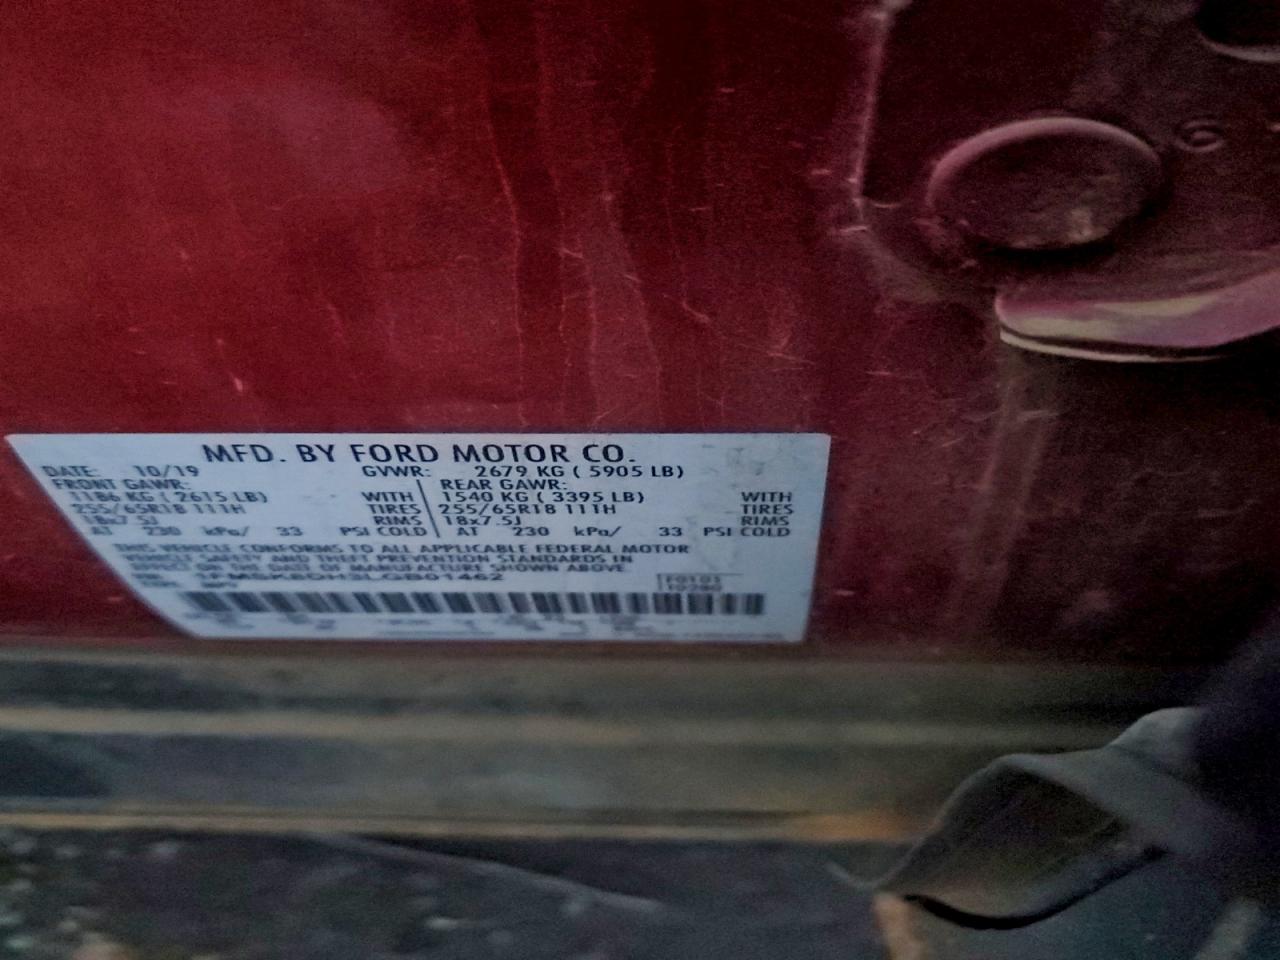 MFD. BY FORD MOTOR CO.
DATE: 10/19 GVWR: 2679 KG ( 5905 LB)
FRONT GAWR: REAR GAWR:
1186 KG ( 2615 LB) WITH 1540 KG ( 3395 LB) WITH
255/65R18 111H TIRES 255/65R18 111H TIRES
18x7.5J RIMS 18x7.5J RIMS
AT 230 kPa/ 33 PSI COLD AT 230 kPa/ 33 PSI COLD
THIS VEHICLE CONFORMS TO ALL APPLICABLE FEDERAL MOTOR
VEHICLE SAFETY AND THEFT PREVENTION STANDARDS IN
EFFECT ON THE DATE OF MANUFACTURE SHOWN ABOVE
F0101